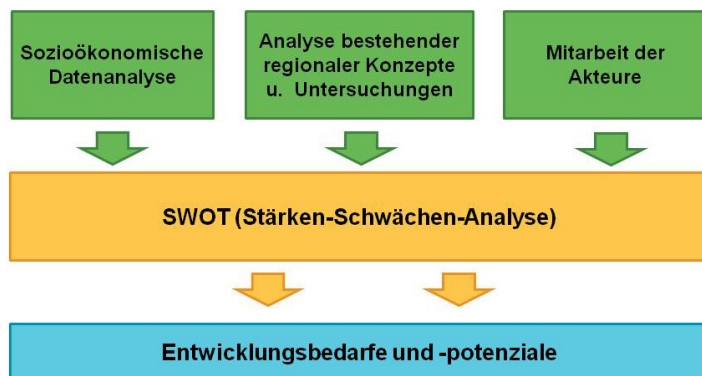 Sozioökonomische
Datenanalyse
Analyse bestehender
regionaler Konzepte
u. Untersuchungen
Mitarbeit der
Akteure
SWOT (Stärken-Schwächen-Analyse)
Entwicklungsbedarfe und -potenziale